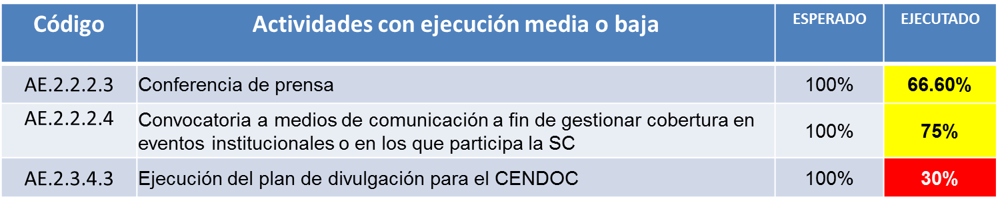 Código Actividades con ejecución media o baja ESPERADO EJECUTADO
AE.2.2.2.3 Conferencia de prensa 100% 66.60%
AE.2.2.2.4 Convocatoria a medios de comunicación a fin de gestionar cobertura en
eventos institucionales o en los que participa la SC 100% 75%
AE.2.3.4.3 Ejecución del plan de divulgación para el CENDOC 100% 30%